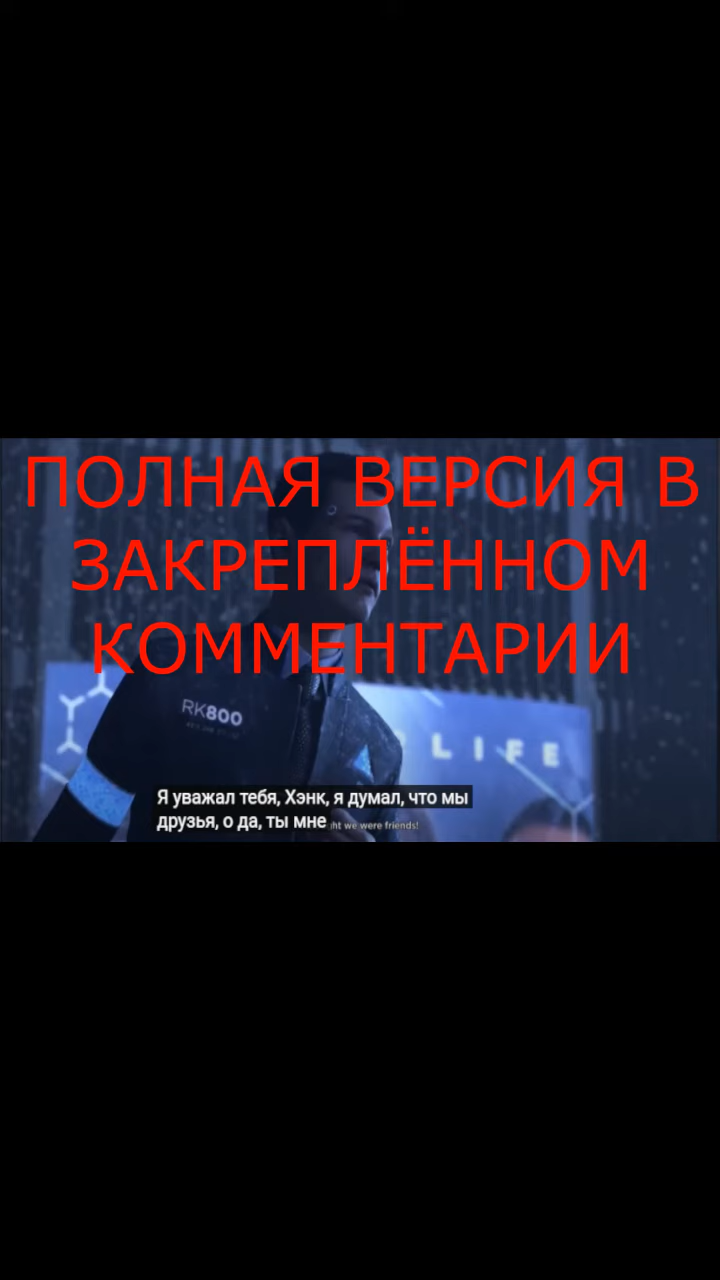 ПОЛНАЯ ВЕРСИЯ В
ЗАКРЕПЛЁННОМ
КОММЕНТАРИИ
RK800
LIFE
Я уважал тебя, Хэнк, я думал, что мы
друзья, о да, ты мне
we were friends!